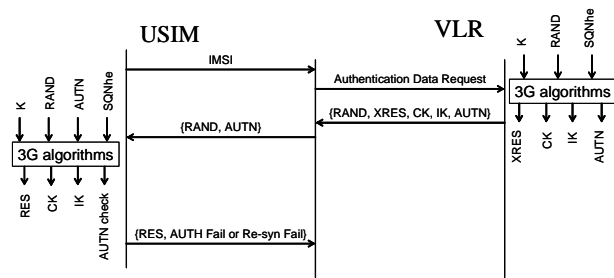 USIM
VLR
IMSI
Authentication Data Request
{RAND, XRES, CK, IK, AUTN}
{RAND, AUTN}
{RES, AUTH Fail or Re-syn Fail}
K
RAND
AUTN
SQNhe
3G algorithms
RES
CK
IK
AUTN check
K
RAND
SQNhe
3G algorithms
XRES
CK
IK
AUTN